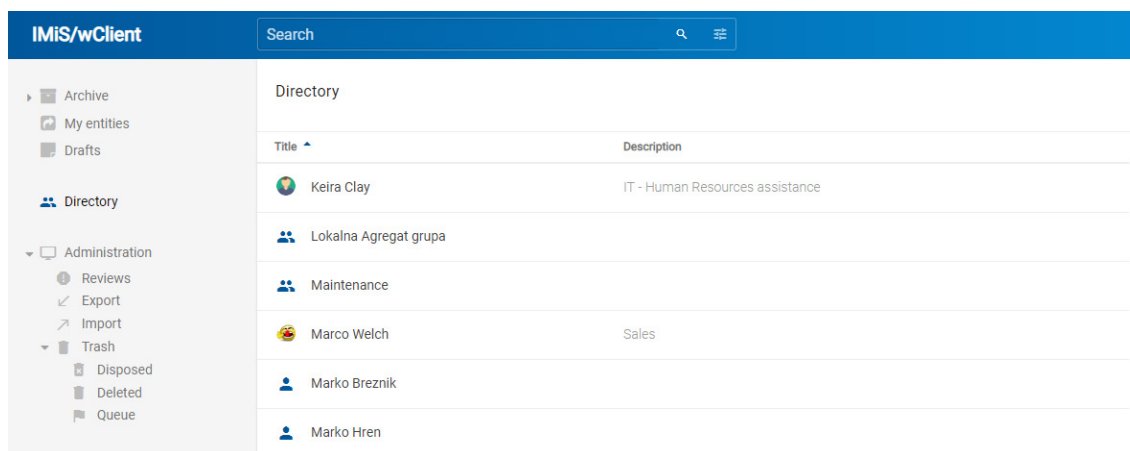 IMiS/wClient
Search
Archive
My entities
Drafts
Directory
Administration
Reviews
Export
Import
Trash
Disposed
Deleted
Queue
Directory
Title Description
Keira Clay IT - Human Resources assistance
Lokalna Agregat grupa
Maintenance
Marco Welch Sales
Marko Breznik
Marko Hren